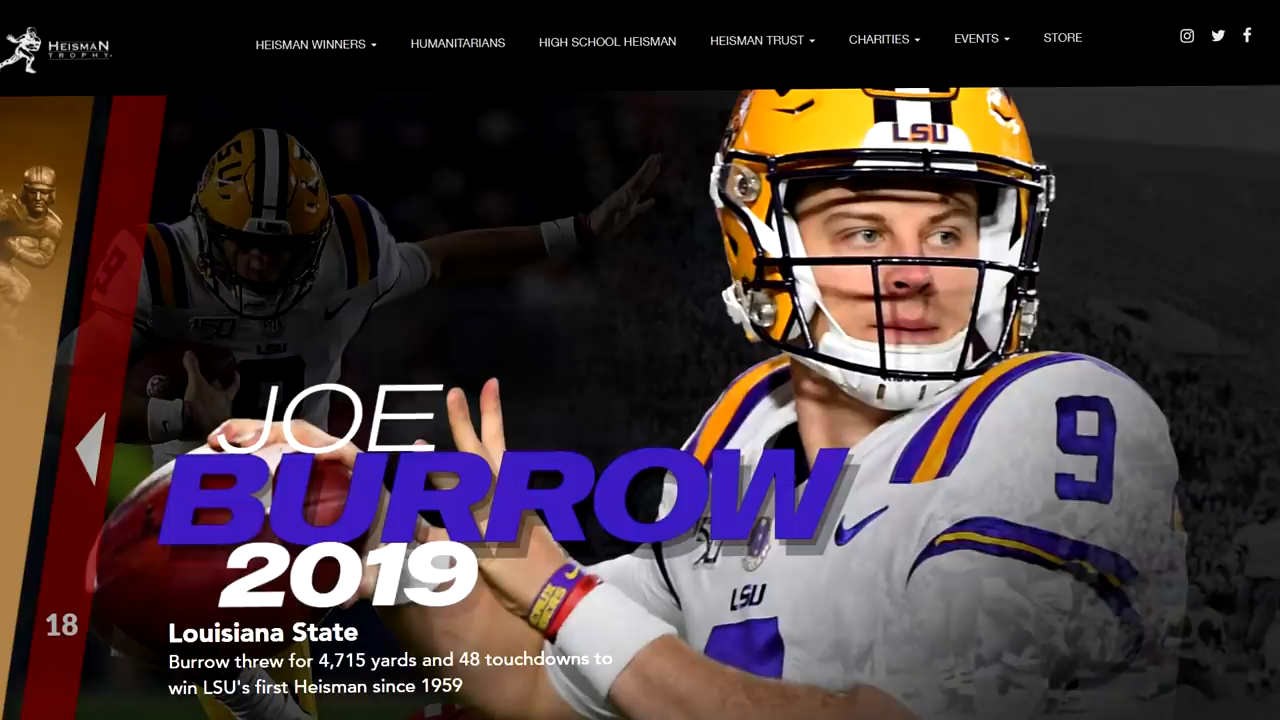 HEISMAN
TROPHY
HEISMAN WINNERS
HUMANITARIANS
HIGH SCHOOL HEISMAN
HEISMAN TRUST
CHARITIES
EVENTS
STORE
LSU
9
JOE
BURROW
2019
LSU
18
Louisiana State
Burrow threw for 4,715 yards and 48 touchdowns to
win LSU's first Heisman since 1959